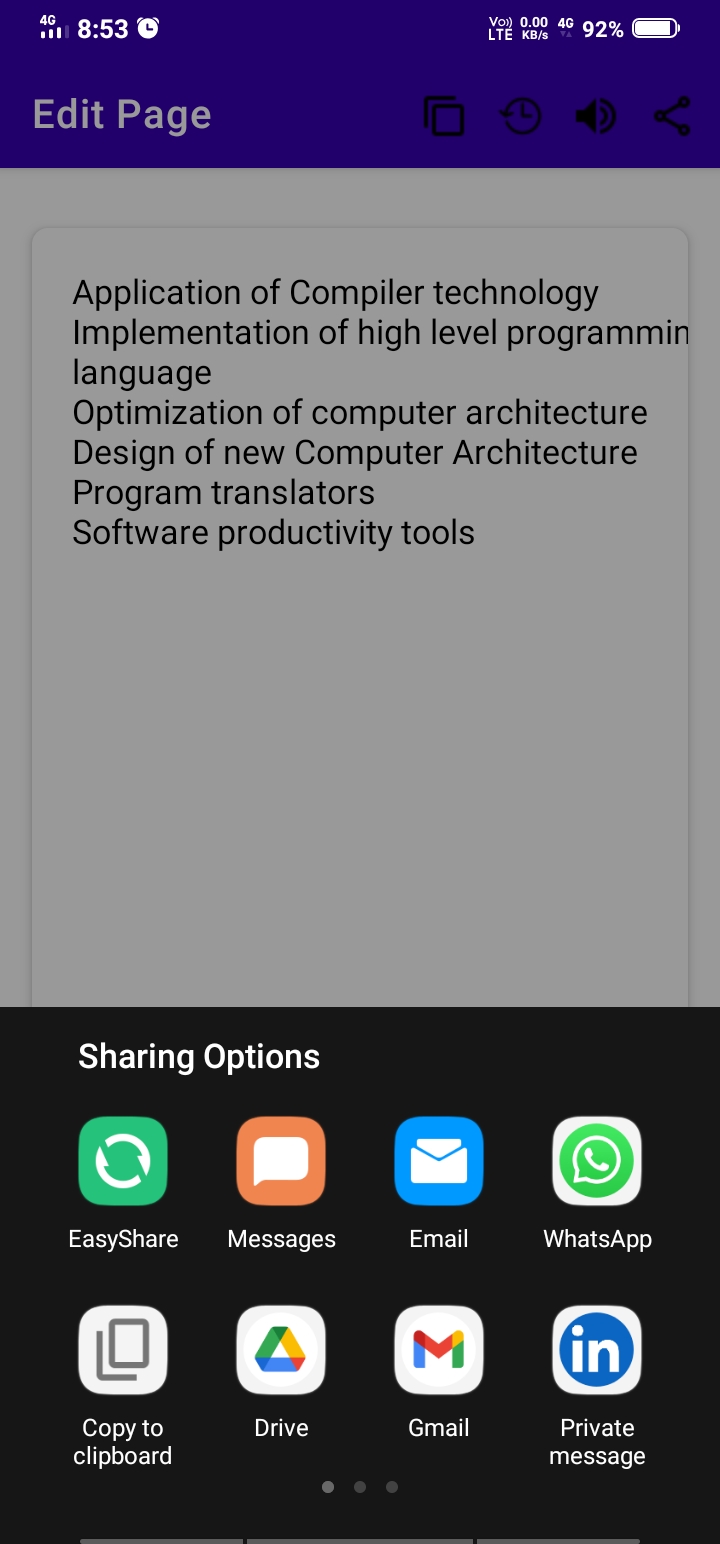 4G 8:53 Vo)) LTE 0.00 KB/s 4G 92%
Edit Page
Application of Compiler technology
Implementation of high level programmin
language
Optimization of computer architecture
Design of new Computer Architecture
Program translators
Software productivity tools
Sharing Options
EasyShare Messages Email WhatsApp
Copy to clipboard Drive Gmail Private message